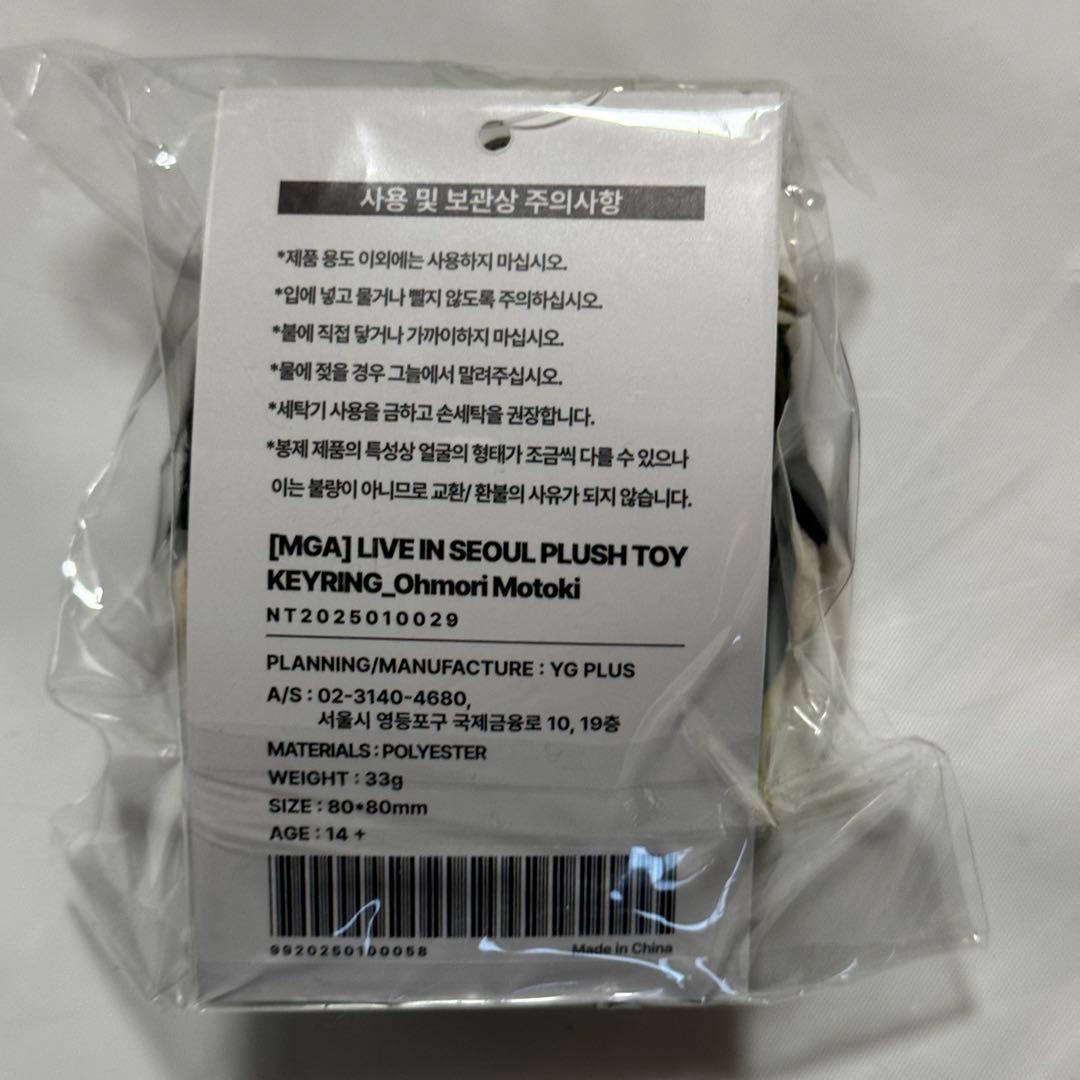 사용 및 보관상 주의사항
*제품 용도 이외에는 사용하지 마십시오.
*입에 넣고 물거나 빨지 않도록 주의하십시오.
*불에 직접 닿거나 가까이하지 마십시오.
*물에 젖을 경우 그늘에서 말려주십시오.
*세탁기 사용을 금하고 손세탁을 권장합니다.
*봉제 제품의 특성상 얼굴의 형태가 조금씩 다를 수 있으나
이는 불량이 아니므로 교환/ 환불의 사유가 되지 않습니다.
[MGA] LIVE IN SEOUL PLUSH TOY
KEYRING_Ohmori Motoki
NT2025010029
PLANNING/MANUFACTURE : YG PLUS
A/S : 02-3140-4680,
서울시 영등포구 국제금융로 10, 19층
MATERIALS : POLYESTER
WEIGHT : 33g
SIZE : 80*80mm
AGE : 14 +
9920250100058
Made in China